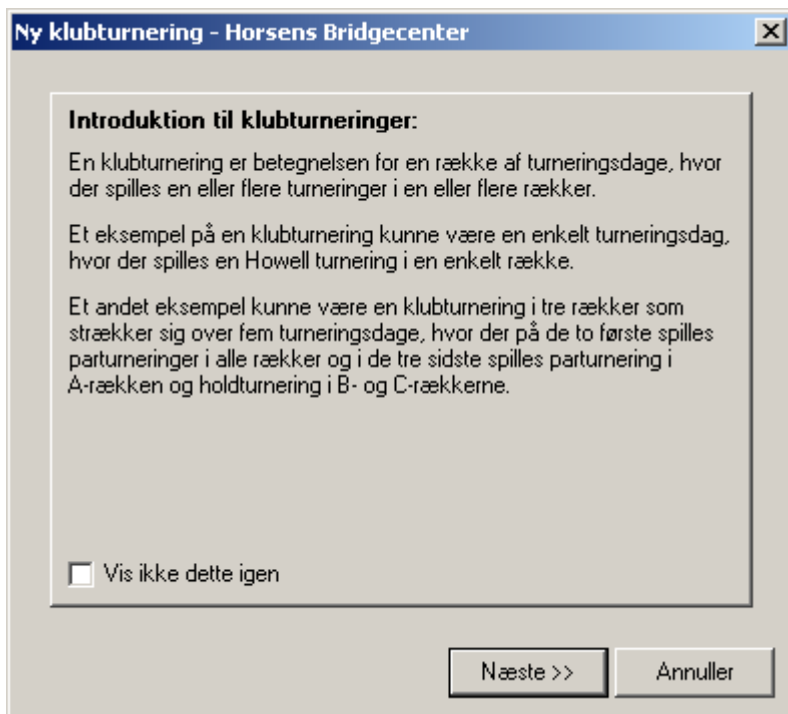 Ny klubturnering - Horsens Bridgecenter
Introduktion til klubturneringer:
En klubturnering er betegnelsen for en række af turneringsdage, hvor
der spilles en eller flere turneringer i en eller flere rækker.
Et eksempel på en klubturnering kunne være en enkelt turneringsdag,
hvor der spilles en Howell turnering i en enkelt række.
Et andet eksempel kunne være en klubturnering i tre rækker som
strækker sig over fem turneringsdage, hvor der på de to første spilles
parturneringer i alle rækker og i de tre sidste spilles parturnering i
A-rækken og holdturnering i B- og C-rækkerne.
Vis ikke dette igen
Næste >>
Annuller